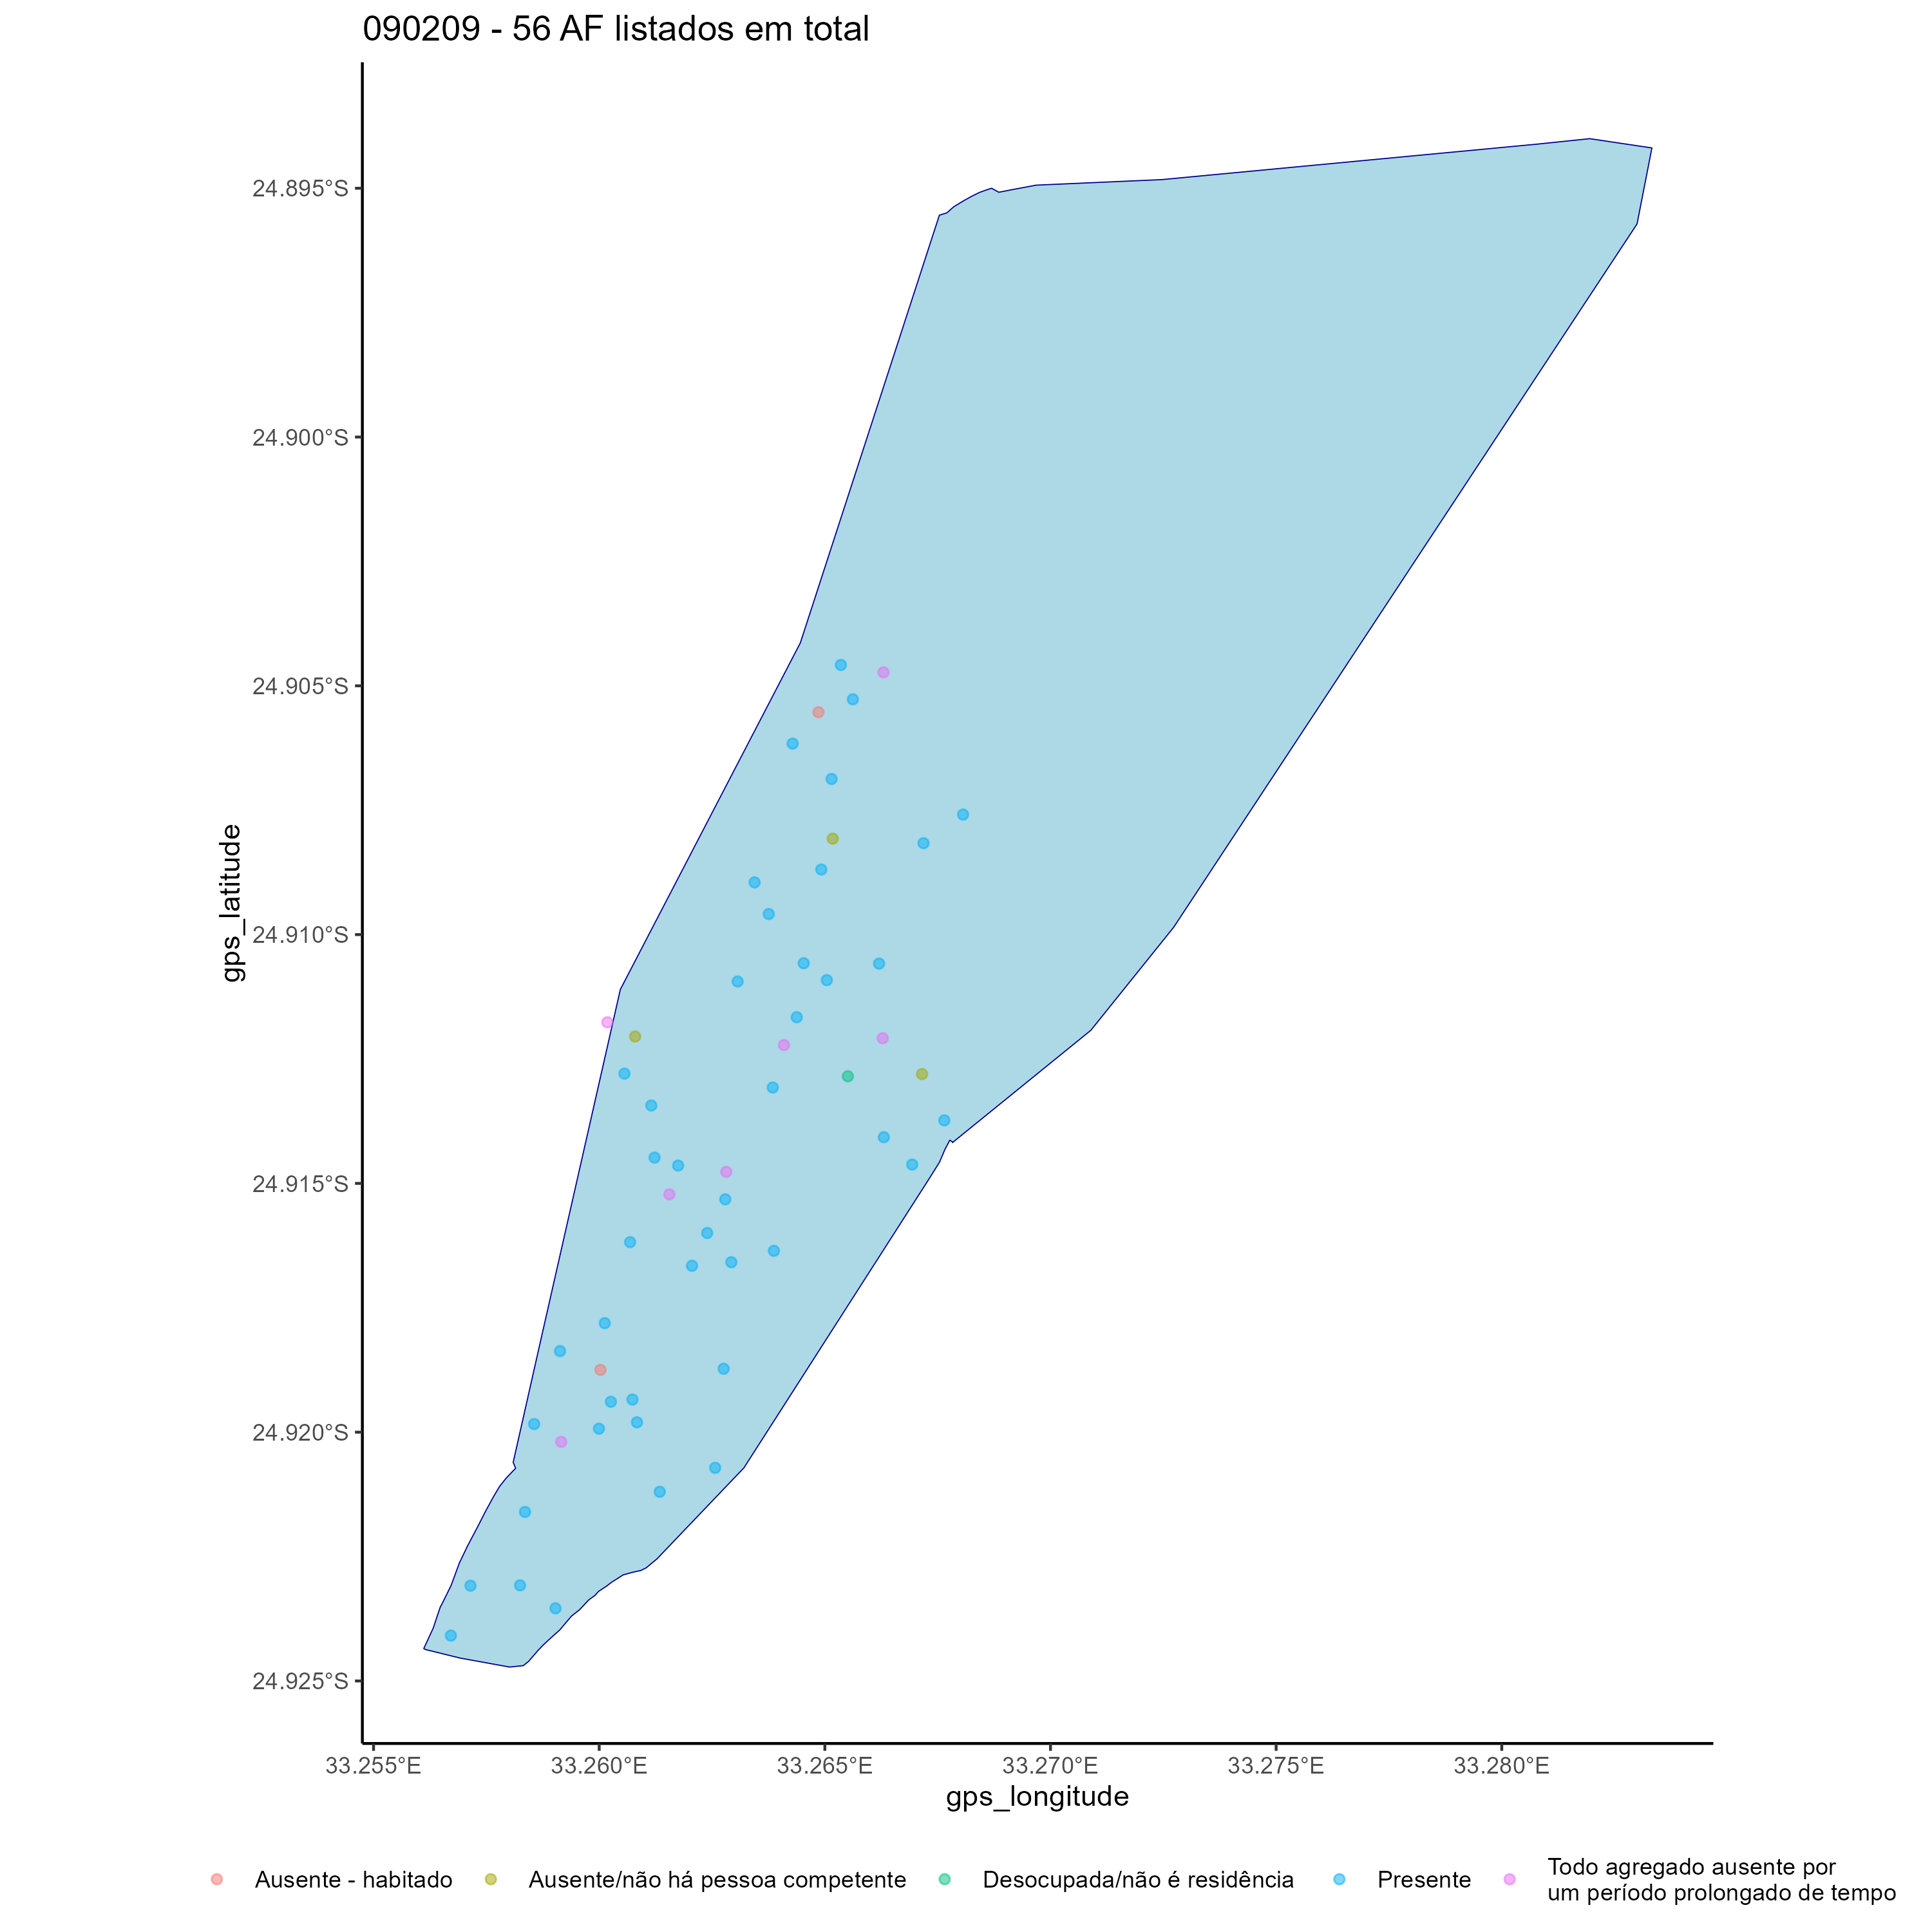 090209 - 56 AF listados em total
24.895°S
24.900°S
24.905°S
24.910°S
24.915°S
24.920°S
24.925°S
gps_latitude
33.255°E
33.260°E
33.265°E
33.270°E
33.275°E
33.280°E
gps_longitude
Ausente - habitado
Ausente/não há pessoa competente
Desocupada/não é residência
Presente
Todo agregado ausente por
um período prolongado de tempo